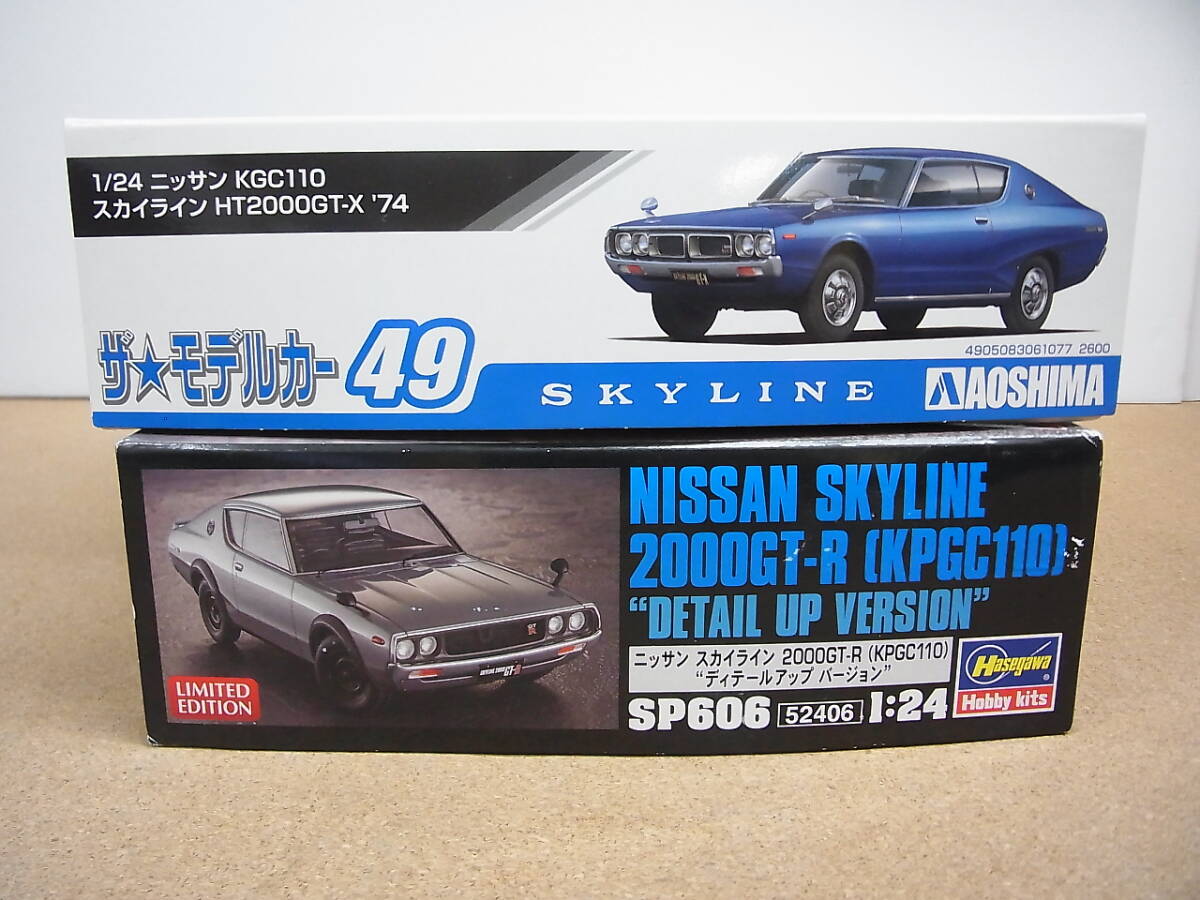 1/24 ニッサン KGC110
スカイライン HT2000GT-X '74
ザ★モデルカー 49
SKYLINE
4905083061077 2600
AOSHIMA
NISSAN SKYLINE
2000GT-R (KPGC110)
“DETAIL UP VERSION”
ニッサン スカイライン 2000GT-R (KPGC110)
“ディテールアップ バージョン”
SP606 52406 1:24
Hasegawa
Hobby kits
LIMITED
EDITION